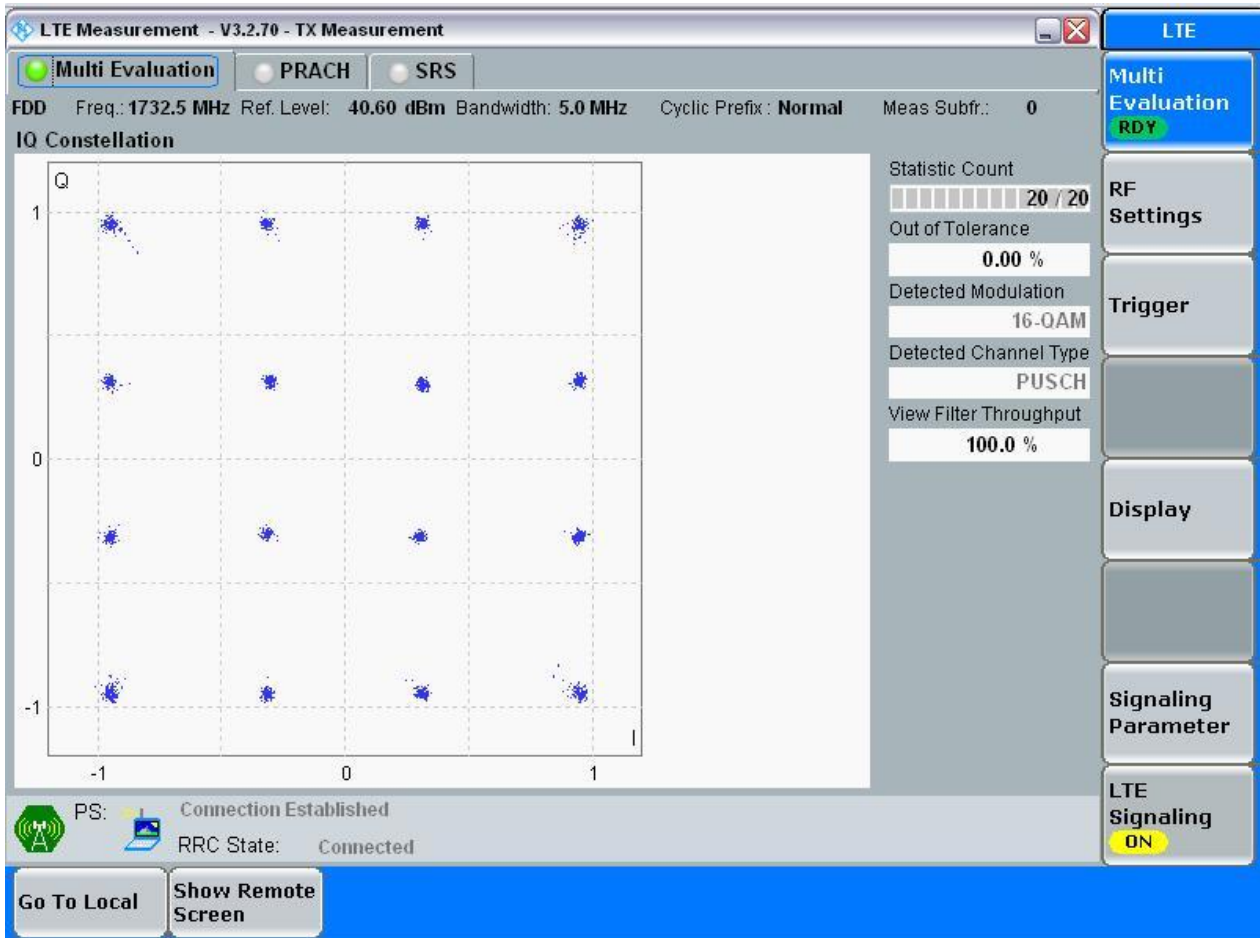 LTE Measurement - V3.2.70 - TX Measurement
LTE
Multi Evaluation PRACH SRS
FDD Freq.: 1732.5 MHz Ref. Level: 40.60 dBm Bandwidth: 5.0 MHz Cyclic Prefix : Normal Meas Subfr.: 0
IQ Constellation
Q
1
0
-1
I
-1 0 1
Statistic Count
20 / 20
Out of Tolerance
0.00 %
Detected Modulation
16-QAM
Detected Channel Type
PUSCH
View Filter Throughput
100.0 %
Multi
Evaluation
RDY
RF
Settings
Trigger
Display
Signaling
Parameter
LTE
Signaling
ON
PS: Connection Established
RRC State: Connected
Go To Local
Show Remote
Screen